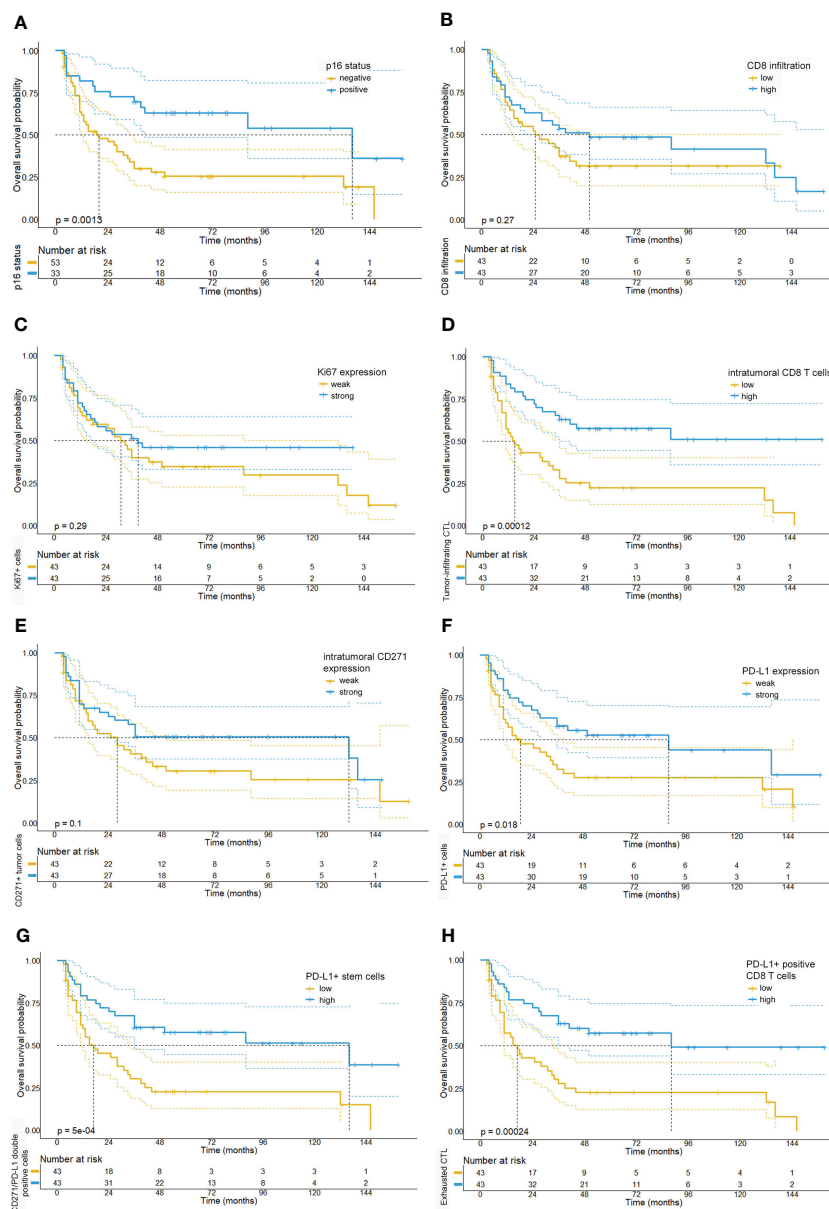 A
p16 status
negative
positive
Overall survival probability
1.00
0.75
0.50
0.25
0.00
p = 0.0013
0 24 48 72 96 120 144
Time (months)
Number at risk
p16 status
53 24 12 6 5 4 1
33 25 18 10 6 4 2
0 24 48 72 96 120 144
Time (months)
B
CD8 infiltration
low
high
Overall survival probability
1.00
0.75
0.50
0.25
0.00
p = 0.27
0 24 48 72 96 120 144
Time (months)
Number at risk
CD8 infiltration
43 22 10 6 5 2 0
43 27 20 10 6 5 3
0 24 48 72 96 120 144
Time (months)
C
Ki67 expression
weak
strong
Overall survival probability
1.00
0.75
0.50
0.25
0.00
p = 0.29
0 24 48 72 96 120 144
Time (months)
Number at risk
Ki67+ cells
43 24 14 9 6 5 3
43 25 16 7 5 2 0
0 24 48 72 96 120 144
Time (months)
D
intratumoral CD8 T cells
low
high
Overall survival probability
1.00
0.75
0.50
0.25
0.00
p = 0.00012
0 24 48 72 96 120 144
Time (months)
Number at risk
Tumor-infiltrating CTL
43 17 9 3 3 3 1
43 32 21 13 8 4 2
0 24 48 72 96 120 144
Time (months)
E
intratumoral CD271
expression
weak
strong
Overall survival probability
1.00
0.75
0.50
0.25
0.00
p = 0.1
0 24 48 72 96 120 144
Time (months)
Number at risk
CD271+ tumor cells
43 22 12 8 5 3 2
43 27 18 8 6 5 1
0 24 48 72 96 120 144
Time (months)
F
PD-L1 expression
weak
strong
Overall survival probability
1.00
0.75
0.50
0.25
0.00
p = 0.018
0 24 48 72 96 120 144
Time (months)
Number at risk
PD-L1+ cells
43 19 11 6 6 4 2
43 30 19 10 5 3 1
0 24 48 72 96 120 144
Time (months)
G
PD-L1+ stem cells
low
high
Overall survival probability
1.00
0.75
0.50
0.25
0.00
p = 5e-04
0 24 48 72 96 120 144
Time (months)
Number at risk
CD271/PD-L1 double
positive cells
43 18 8 3 3 3 1
43 31 22 13 8 4 2
0 24 48 72 96 120 144
Time (months)
H
PD-L1+ positive
CD8 T cells
low
high
Overall survival probability
1.00
0.75
0.50
0.25
0.00
p = 0.00024
0 24 48 72 96 120 144
Time (months)
Number at risk
Exhausted CTL
43 17 9 5 5 4 1
43 32 21 11 6 3 2
0 24 48 72 96 120 144
Time (months)